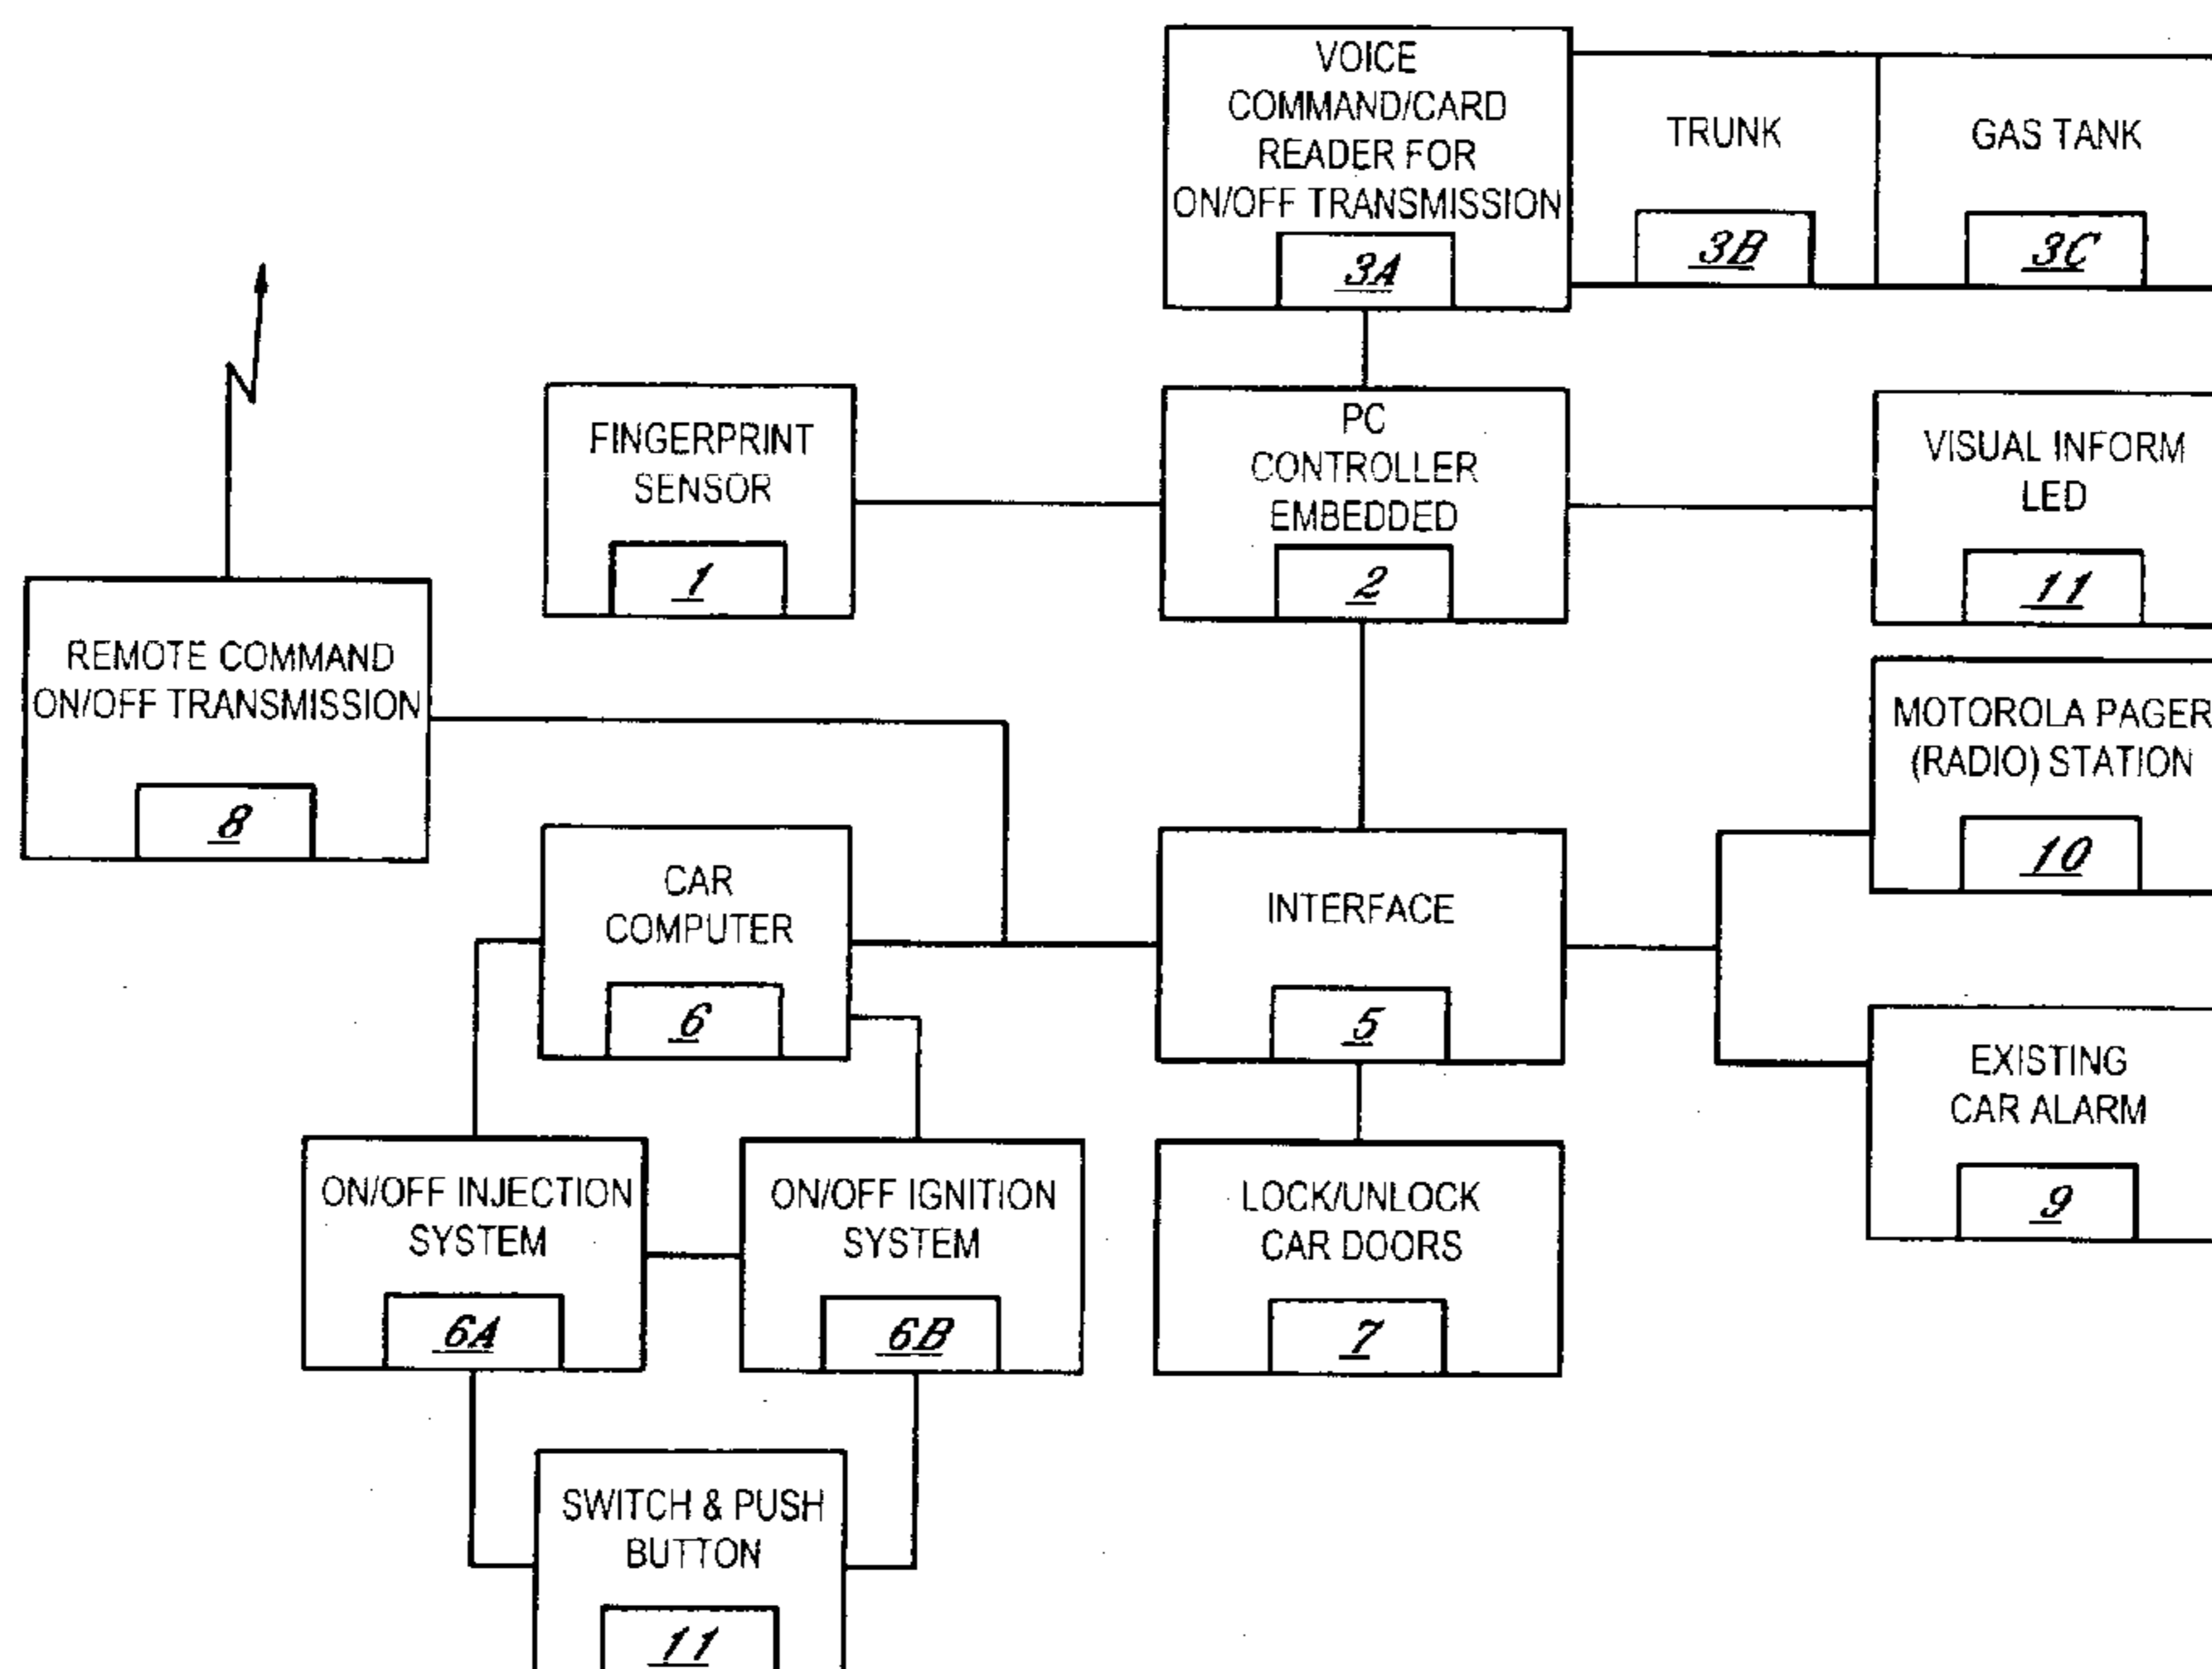 VOICE
COMMAND/CARD
READER FOR
ON/OFF TRANSMISSION
3A
TRUNK
3B
GAS TANK
3C
FINGERPRINT
SENSOR
1
PC
CONTROLLER
EMBEDDED
2
VISUAL INFORM
LED
11
REMOTE COMMAND
ON/OFF TRANSMISSION
8
MOTOROLA PAGER
(RADIO) STATION
10
CAR
COMPUTER
6
INTERFACE
5
EXISTING
CAR ALARM
9
ON/OFF INJECTION
SYSTEM
6A
ON/OFF IGNITION
SYSTEM
6B
LOCK/UNLOCK
CAR DOORS
7
SWITCH & PUSH
BUTTON
11